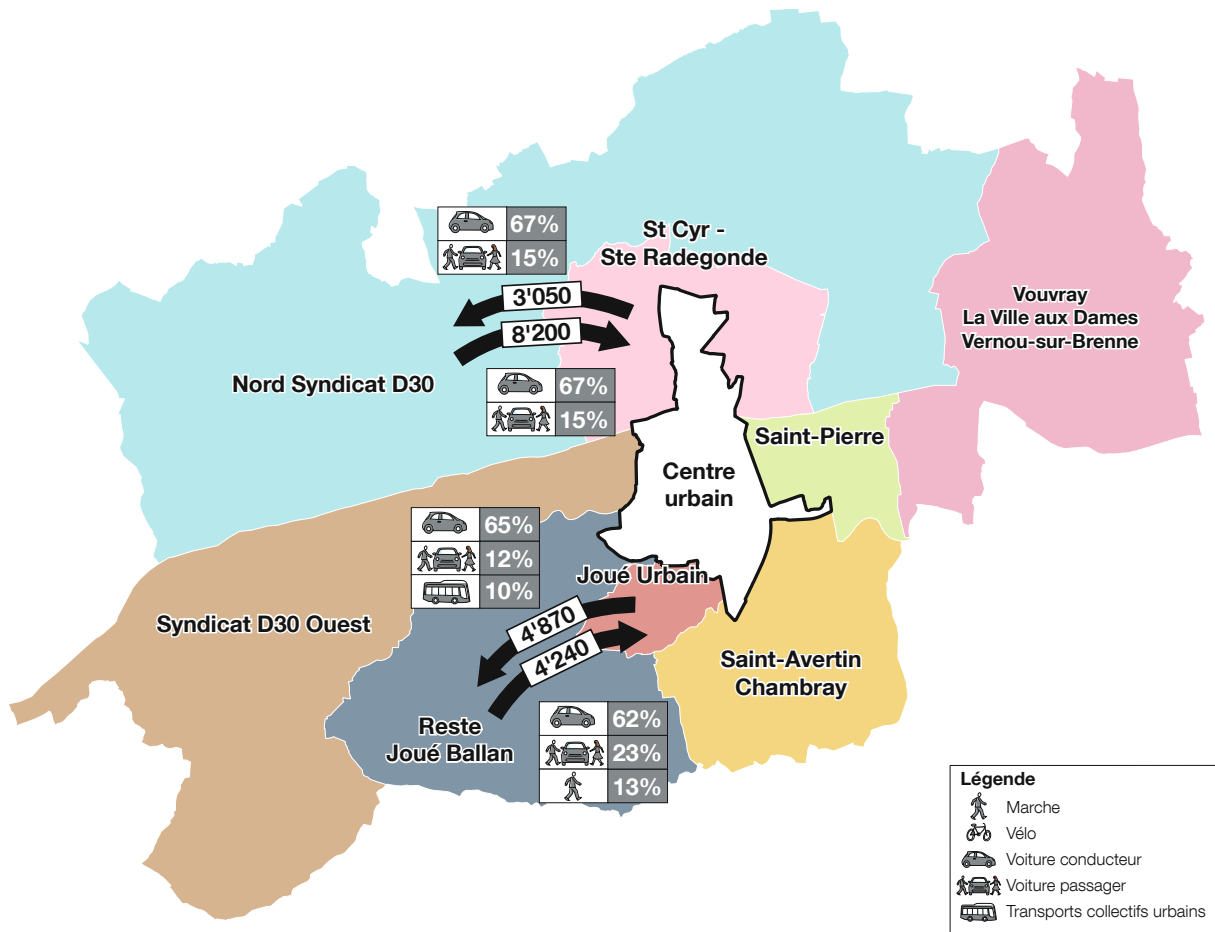 67%
15%
St Cyr -
Ste Radegonde
3'050
8'200
Vouvray
La Ville aux Dames
Vernou-sur-Brenne
Nord Syndicat D30
67%
15%
Saint-Pierre
Centre
urbain
65%
12%
10%
Joué Urbain
Syndicat D30 Ouest
4'870
4'240
Saint-Avertin
Chambray
Reste
Joué Ballan
62%
23%
13%
Légende
Marche
Vélo
Voiture conducteur
Voiture passager
Transports collectifs urbains